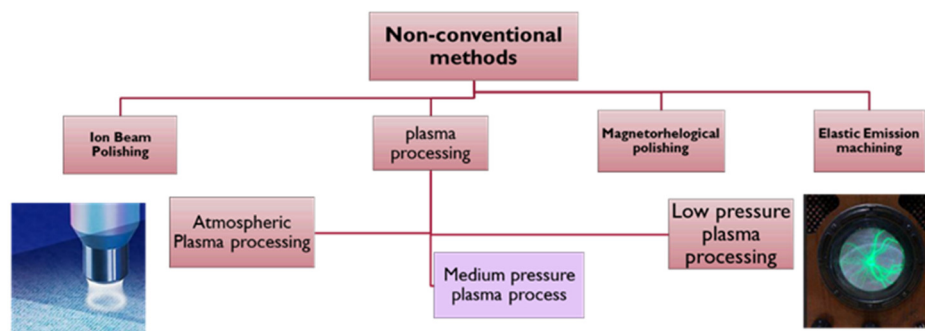 Non-conventional
methods
Ion Beam
Polishing
plasma
processing
Magnetorhelogical
polishing
Elastic Emission
machining
Atmospheric
Plasma processing
Low pressure
plasma
processing
Medium pressure
plasma process